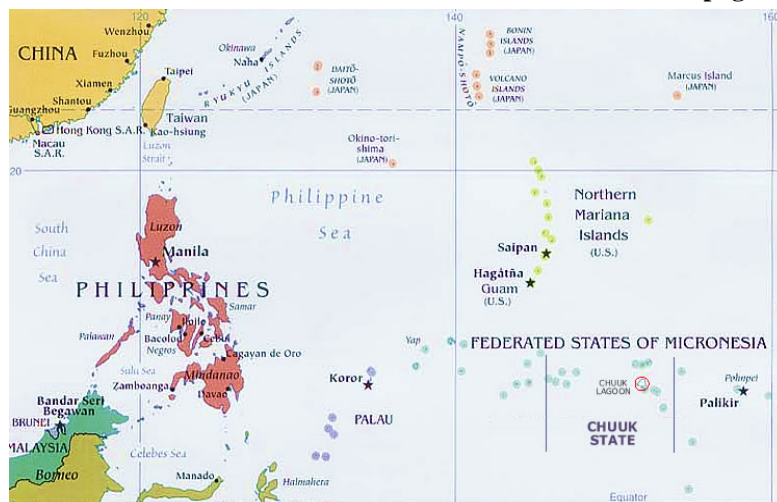 120
140
160
Wenzhou
CHINA
Fuzhou
Okinawa
Naha
RYUKYU ISLANDS
(JAPAN)
DAITŌ-
SHOTŌ
(JAPAN)
NAMPŌ-SHOTŌ
BONIN
ISLANDS
(JAPAN)
VOLCANO
ISLANDS
(JAPAN)
Marcus Island
(JAPAN)
Taipei
Xiamen
Shantou
Guangzhou
Taiwan
Hong Kong S.A.R.
Kao-hsiung
Macau
S.A.R.
Luzon
Strait
Okino-tori-
shima
(JAPAN)
20
Philippine
Sea
Northern
Mariana
Islands
(U.S.)
South
China
Sea
Luzon
Manila
Saipan
Hagåtña
Guam
(U.S.)
PHILIPPINES
Samar
Panay
Iloilo
Bacolod
Cebu
Negros
Palawan
Cagayan de Oro
Yap
FEDERATED STATES OF MICRONESIA
Sulu Sea
Mindanao
Zamboanga
Davao
Koror
PALAU
CHUUK
LAGOON
Pohnpei
Palikir
CHUUK
STATE
Bandar Seri
Begawan
BRUNEI
MALAYSIA
Borneo
Celebes Sea
Manado
Halmahera
Equator